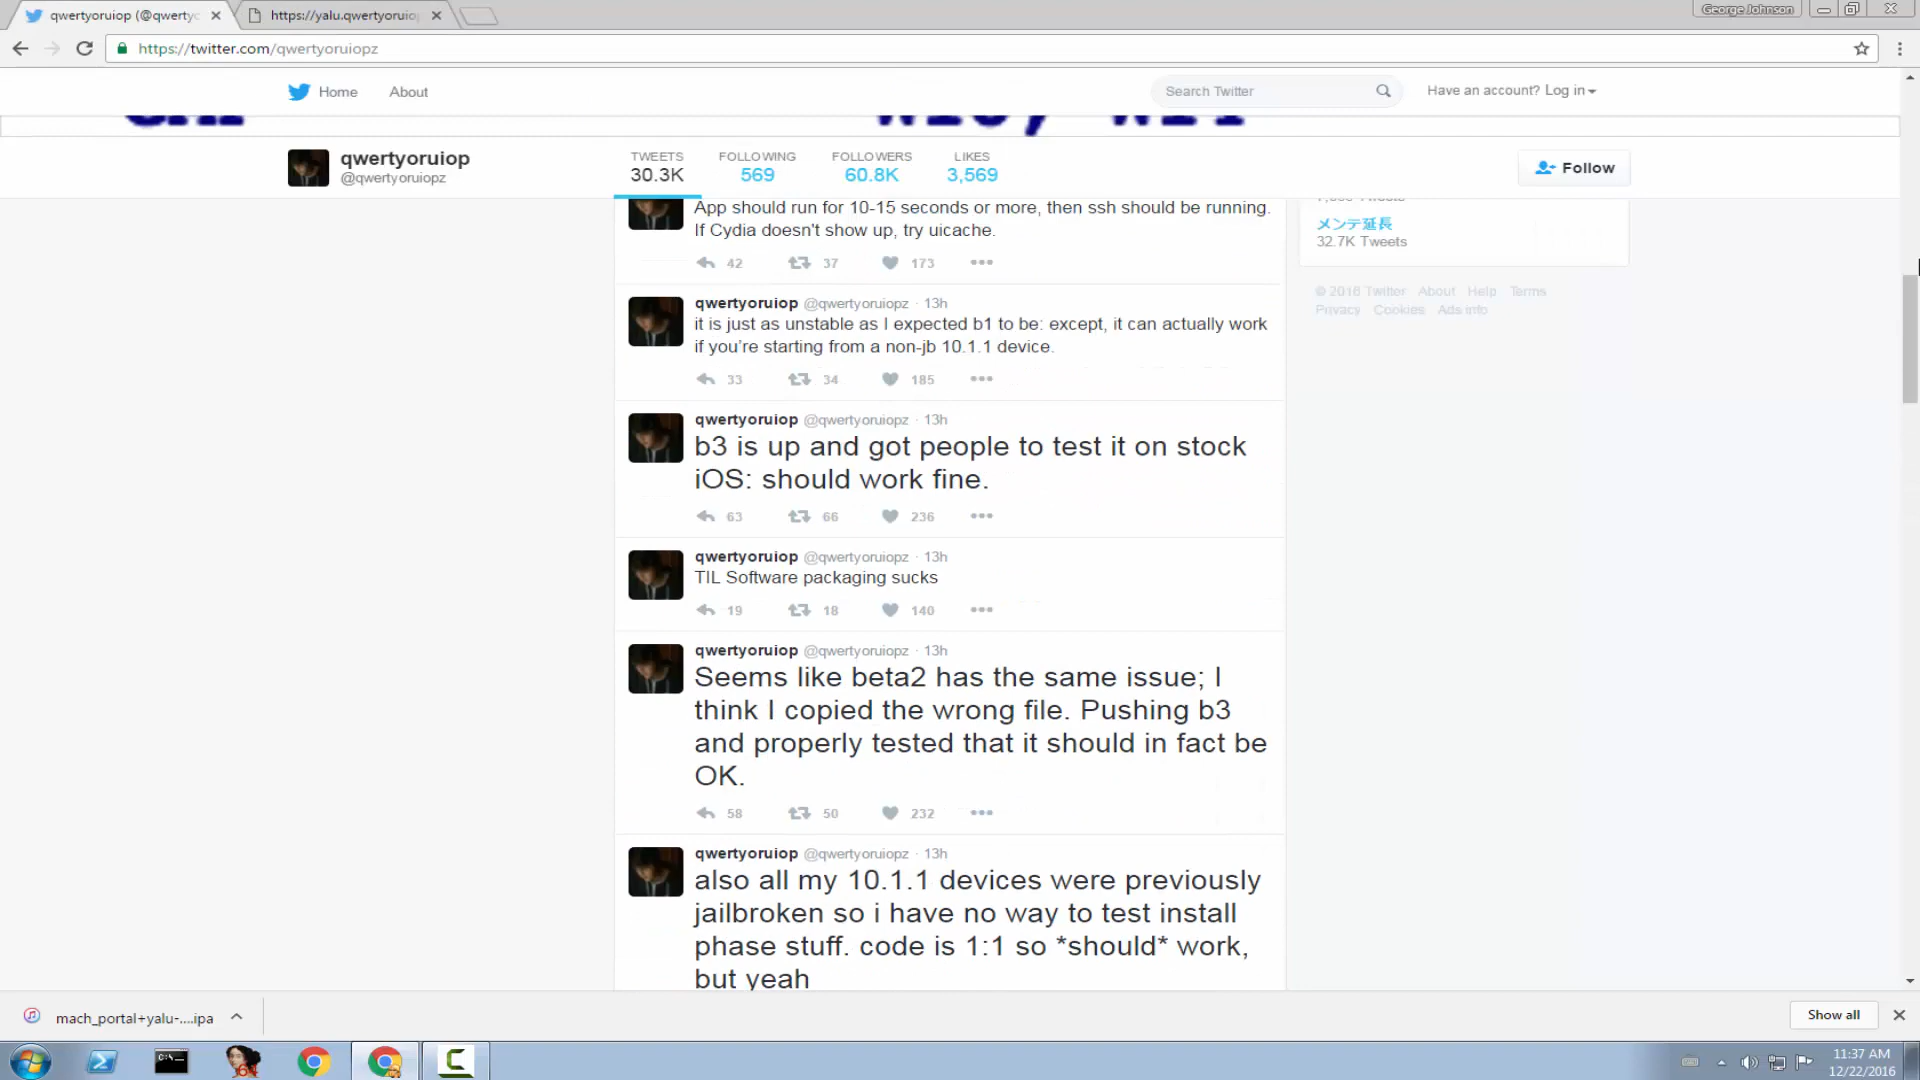 qwertyoruiop (@qwertyc
https://yalu.qwertyoruiop
George Johnson
https://twitter.com/qwertyoruiopz
Home
About
Search Twitter
Have an account? Log in
qwertyoruiop
@qwertyoruiopz
TWEETS
30.3K
FOLLOWING
569
FOLLOWERS
60.8K
LIKES
3,569
Follow
App should run for 10-15 seconds or more, then ssh should be running.
If Cydia doesn't show up, try uicache.
42 37 173
qwertyoruiop @qwertyoruiopz · 13h
it is just as unstable as I expected b1 to be: except, it can actually work
if you're starting from a non-jb 10.1.1 device.
33 34 185
qwertyoruiop @qwertyoruiopz · 13h
b3 is up and got people to test it on stock
iOS: should work fine.
63 66 236
qwertyoruiop @qwertyoruiopz · 13h
TIL Software packaging sucks
19 18 140
qwertyoruiop @qwertyoruiopz · 13h
Seems like beta2 has the same issue; I
think I copied the wrong file. Pushing b3
and properly tested that it should in fact be
OK.
58 50 232
qwertyoruiop @qwertyoruiopz · 13h
also all my 10.1.1 devices were previously
jailbroken so i have no way to test install
phase stuff. code is 1:1 so *should* work,
but yeah
メンテ延長
32.7K Tweets
© 2016 Twitter About Help Terms
Privacy Cookies Ads info
mach_portal+yalu-....ipa
Show all
11:37 AM
12/22/2016